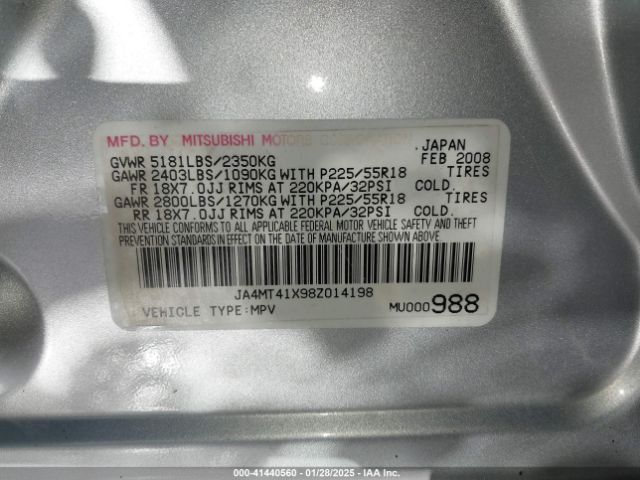 MFD. BY MITSUBISHI MOTORS CORPORATION, JAPAN
GVWR 5181LBS/2350KG FEB 2008
GAWR 2403LBS/1090KG WITH P225/55R18 TIRES
FR 18X7.0JJ RIMS AT 220KPA/32PSI COLD.
GAWR 2800LBS/1270KG WITH P225/55R18 TIRES
RR 18X7.0JJ RIMS AT 220KPA/32PSI COLD.
THIS VEHICLE CONFORMS TO ALL APPLICABLE FEDERAL MOTOR VEHICLE SAFETY AND THEFT
PREVENTION STANDARDS IN EFFECT ON THE DATE OF MANUFACTURE SHOWN ABOVE.
JA4MT41X98Z014198
VEHICLE TYPE:MPV MU000988
000-41440560 - 01/28/2025 - IAA Inc.